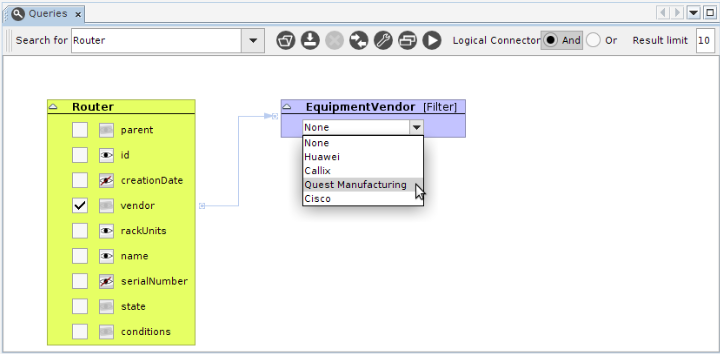 Queries
Search for Router Logical Connector And Or Result limit 10
Router
parent
id
creationDate
vendor
rackUnits
name
serialNumber
state
conditions
EquipmentVendor [Filter]
None
None
Huawei
Callix
Quest Manufacturing
Cisco